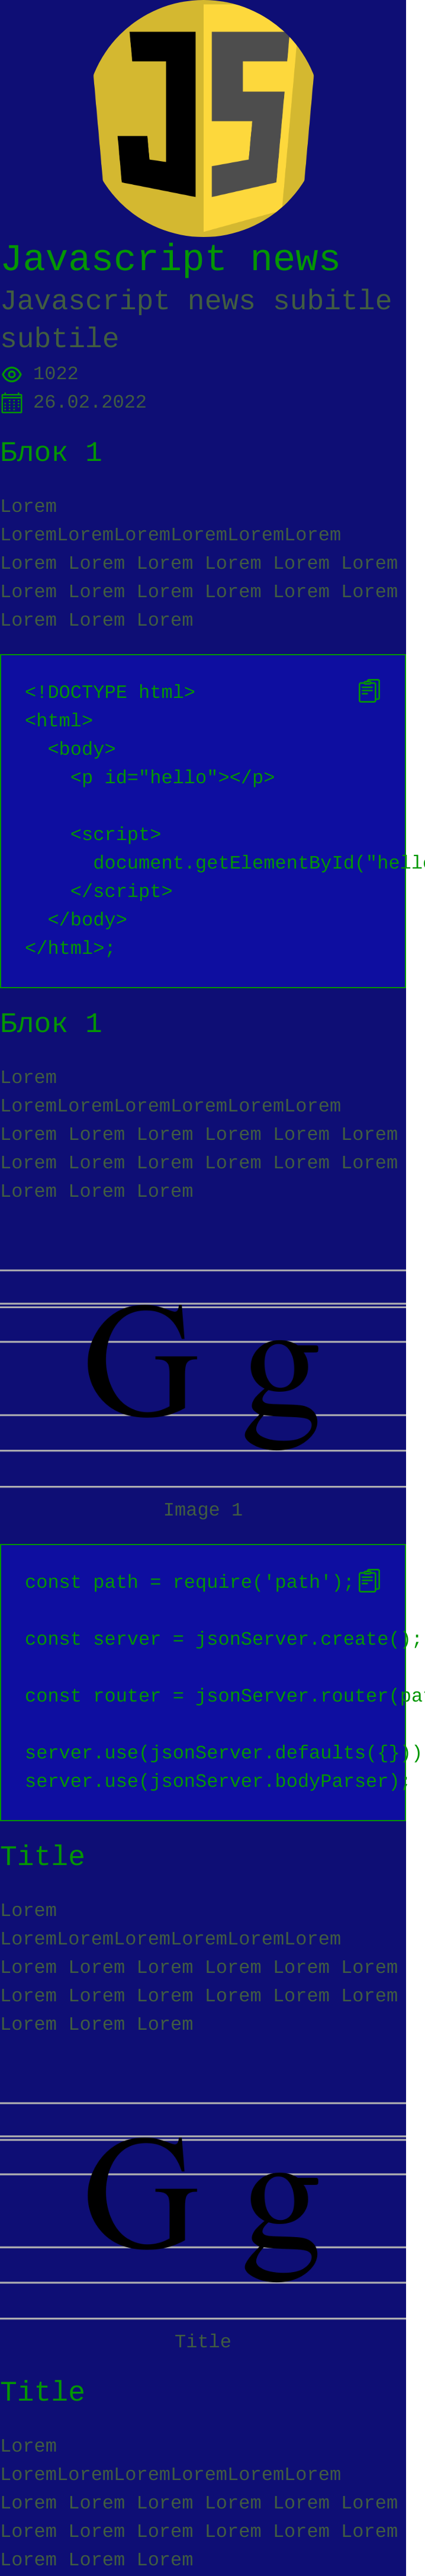 JS
Javascript news
Javascript news subitle
subtile
1022
26.02.2022
Блок 1
Lorem
LoremLoremLoremLoremLoremLorem
Lorem Lorem Lorem Lorem Lorem Lorem
Lorem Lorem Lorem Lorem Lorem Lorem
Lorem Lorem Lorem
<!DOCTYPE html>
<html>
  <body>
    <p id="hello"></p>
    <script>
      document.getElementById("hello
    </script>
  </body>
</html>;
Блок 1
Lorem
LoremLoremLoremLoremLoremLorem
Lorem Lorem Lorem Lorem Lorem Lorem
Lorem Lorem Lorem Lorem Lorem Lorem
Lorem Lorem Lorem
G g
Image 1
const path = require('path');
const server = jsonServer.create();
const router = jsonServer.router(pat
server.use(jsonServer.defaults({}))
server.use(jsonServer.bodyParser);
Title
Lorem
LoremLoremLoremLoremLoremLorem
Lorem Lorem Lorem Lorem Lorem Lorem
Lorem Lorem Lorem Lorem Lorem Lorem
Lorem Lorem Lorem
G g
Title
Title
Lorem
LoremLoremLoremLoremLoremLorem
Lorem Lorem Lorem Lorem Lorem Lorem
Lorem Lorem Lorem Lorem Lorem Lorem
Lorem Lorem Lorem